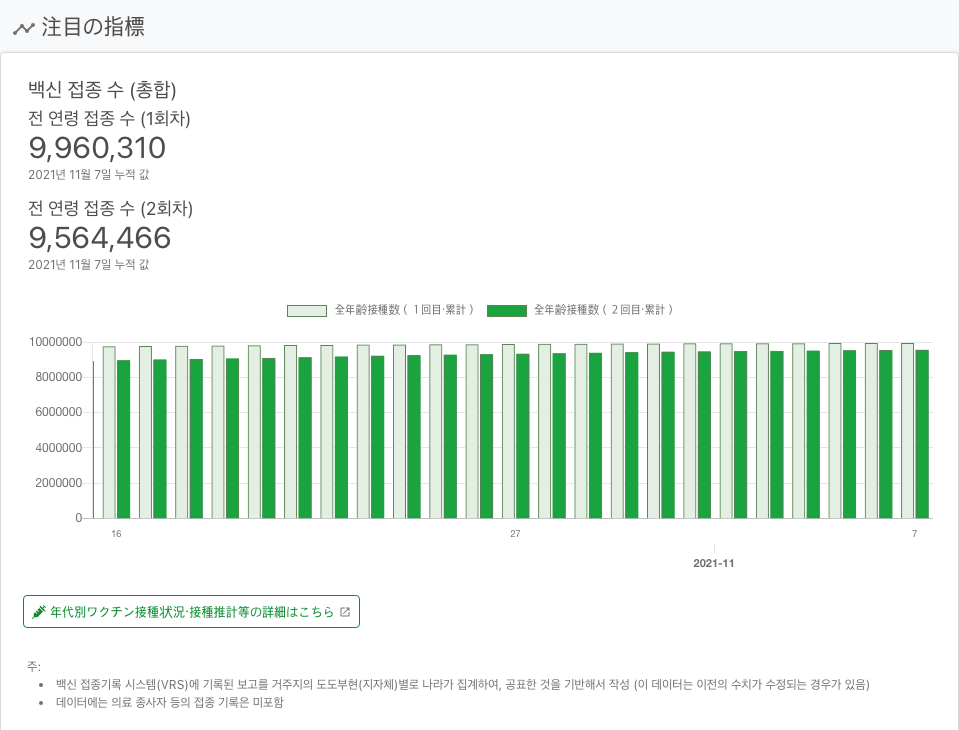 注目の指標
백신 접종 수 (총합)
전 연령 접종 수 (1회차)
9,960,310
2021년 11월 7일 누적 값
전 연령 접종 수 (2회차)
9,564,466
2021년 11월 7일 누적 값
全年齢接種数（１回目·累計） 全年齢接種数（２回目·累計）
10000000
8000000
6000000
4000000
2000000
0
16 27 7
2021-11
年代別ワクチン接種状況·接種推計等の詳細はこちら
주:
• 백신 접종기록 시스템(VRS)에 기록된 보고를 거주지의 도도부현(지자체)별로 나라가 집계하여, 공표한 것을 기반해서 작성 (이 데이터는 이전의 수치가 수정되는 경우가 있음)
• 데이터에는 의료 종사자 등의 접종 기록은 미포함